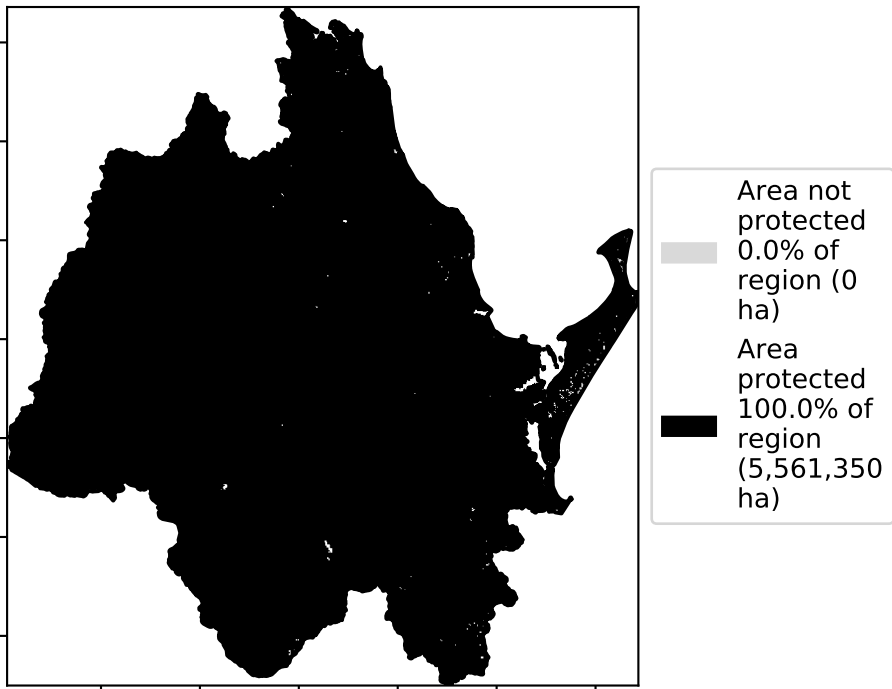 Area not
protected
0.0% of
region (0
ha)
Area
protected
100.0% of
region
(5,561,350
ha)